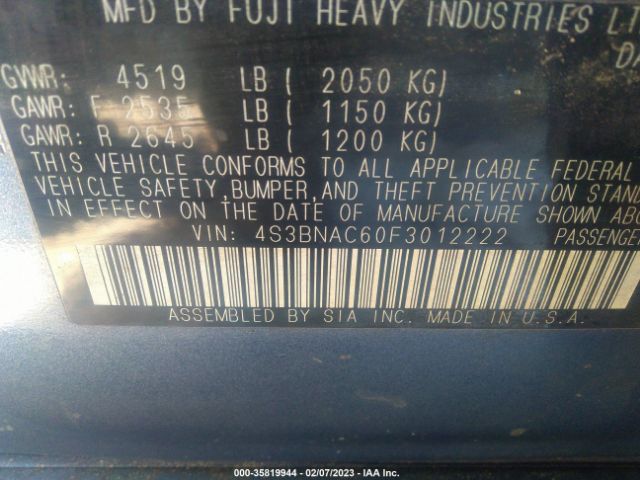 MFD BY FUJI HEAVY INDUSTRIES
GVWR: 4519 LB ( 2050 KG)
GAWR: F 2535 LB ( 1150 KG)
GAWR: R 2645 LB ( 1200 KG)
THIS VEHICLE CONFORMS TO ALL APPLICABLE FEDERAL
VEHICLE SAFETY, BUMPER, AND THEFT PREVENTION STAN
IN EFFECT ON THE DATE OF MANUFACTURE SHOWN AB
VIN: 4S3BNAC60F3012222 PASSENGE
ASSEMBLED BY SIA INC. MADE IN U.S.A.
000-35819944 - 02/07/2023 - IAA Inc.